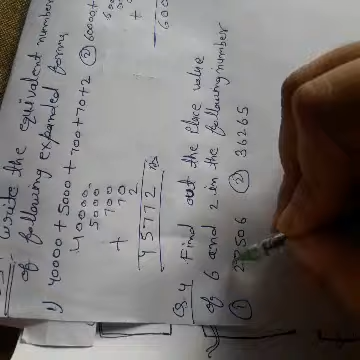 Write the equivalent number
of following expanded form
1) 40000 + 5000 + 700 + 70 + 2 ② 60000+
40000
5000
700
+ 70
2
45772
Q.4 Find out the Place value
of 6 and 2 in the following number
① 2 506 ② 36265